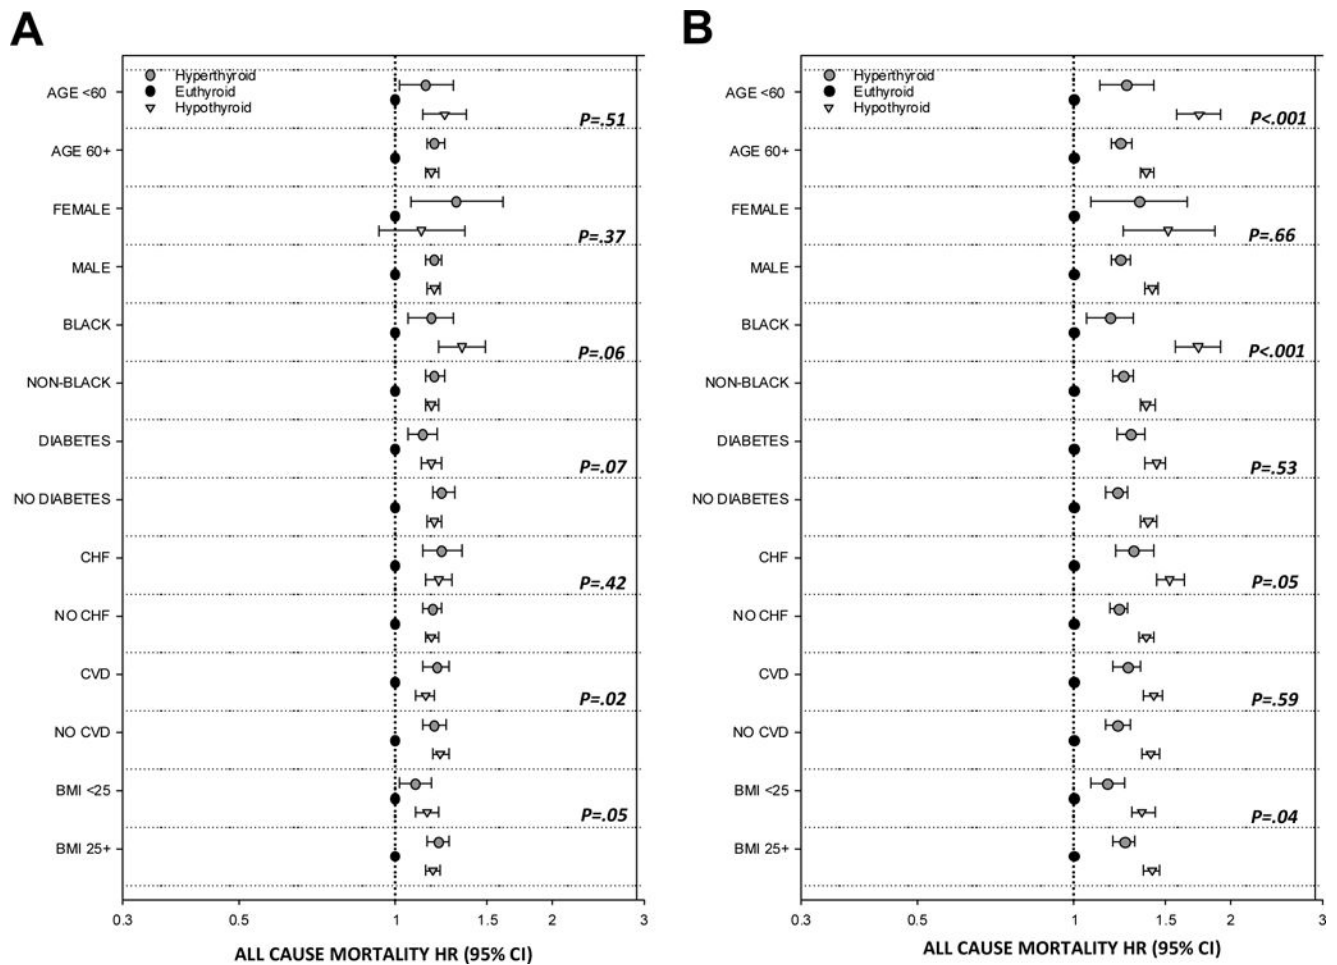 A
Hyperthyroid
Euthyroid
Hypothyroid
AGE <60
P=.51
AGE 60+
FEMALE
P=.37
MALE
BLACK
P=.06
NON-BLACK
DIABETES
P=.07
NO DIABETES
CHF
P=.42
NO CHF
CVD
P=.02
NO CVD
BMI <25
P=.05
BMI 25+
0.3 0.5 1 1.5 2 3
ALL CAUSE MORTALITY HR (95% CI)
B
Hyperthyroid
Euthyroid
Hypothyroid
AGE <60
P<.001
AGE 60+
FEMALE
P=.66
MALE
BLACK
P<.001
NON-BLACK
DIABETES
P=.53
NO DIABETES
CHF
P=.05
NO CHF
CVD
P=.59
NO CVD
BMI <25
P=.04
BMI 25+
0.3 0.5 1 1.5 2 3
ALL CAUSE MORTALITY HR (95% CI)